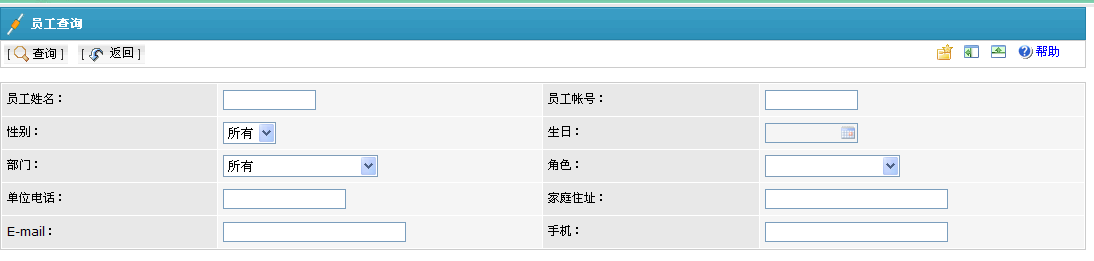 员工查询
[ 查询 ] [ 返回 ] 帮助
员工姓名： 员工帐号：
性别： 所有 生日：
部门： 所有 角色：
单位电话： 家庭住址：
E-mail： 手机：